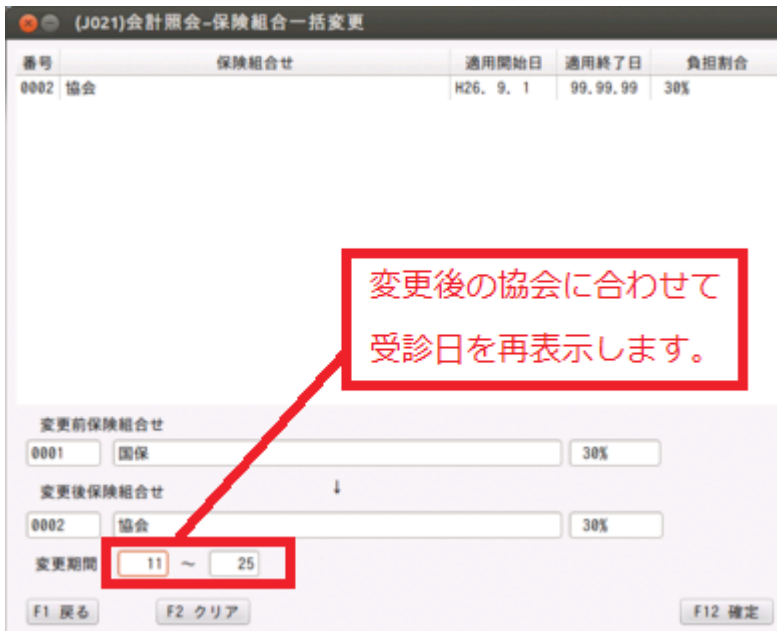 (J021)会計照会-保険組合一括変更
番号 保険組合せ 適用開始日 適用終了日 負担割合
0002 協会 H26. 9. 1 99.99.99 30%
変更後の協会に合わせて
受診日を再表示します。
変更前保険組合せ
0001 国保 30%
↓
変更後保険組合せ
0002 協会 30%
変更期間 11 ～ 25
F1 戻る F2 クリア F12 確定